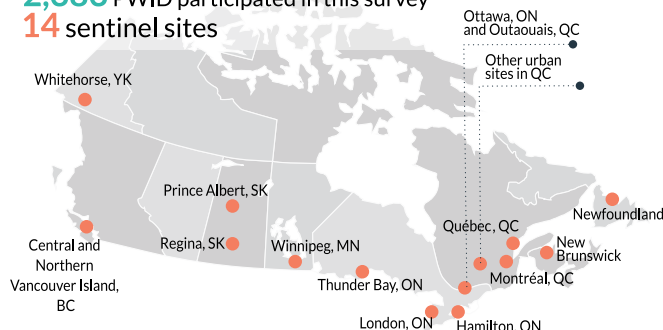 PWID participated in this survey
14 sentinel sites
Ottawa, ON
and Outaouais, QC
Other urban
sites in QC
Whitehorse, YK
Prince Albert, SK
Newfoundland
Québec, QC
Regina, SK
Winnipeg, MN
New
Brunswick
Central and
Northern
Vancouver Island,
BC
Montréal, QC
Thunder Bay, ON
London, ON
Hamilton, ON